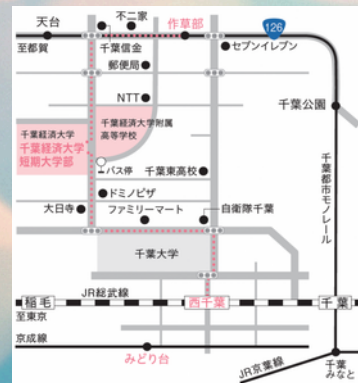 不二家
天台
作草部
126
至都賀
千葉信金
セブンイレブン
郵便局
NTT
千葉公園
千葉経済大学附属
高等学校
千葉経済大学
千葉経済大学
短期大学部
バス停
千葉東高校
千葉都市モノレール
ドミノピザ
大日寺
ファミリーマート
自衛隊千葉
千葉大学
JR総武線
稲毛
西千葉
千葉
至東京
京成線
みどり台
JR京葉線
千葉
みなと